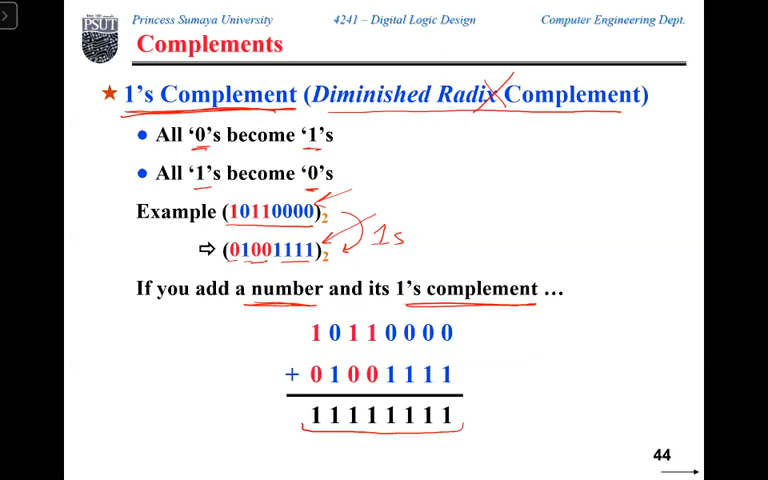 Princess Sumaya University 4241 – Digital Logic Design Computer Engineering Dept.
PSUT
Complements
★ 1’s Complement (Diminished Radix Complement)
● All ‘0’s become ‘1’s
● All ‘1’s become ‘0’s
Example (10110000)2
⇨ (01001111)2
1s
If you add a number and its 1’s complement …
1 0 1 1 0 0 0 0
+ 0 1 0 0 1 1 1 1
1 1 1 1 1 1 1 1
44